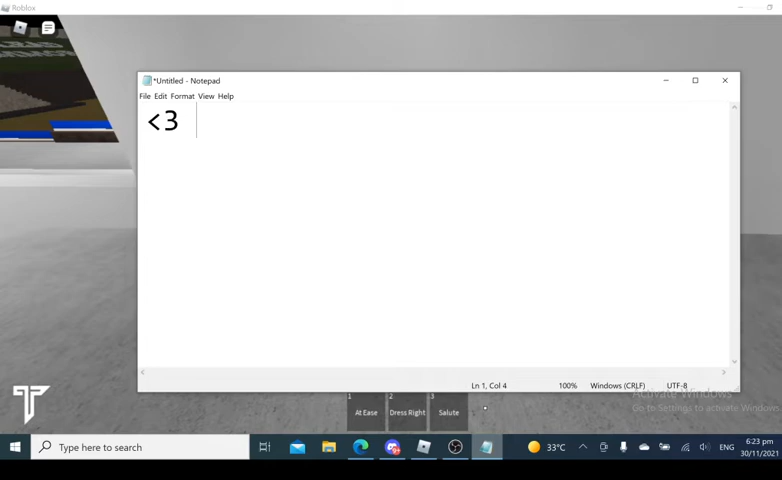 Roblox
*Untitled - Notepad
File Edit Format View Help
<3
Ln 1, Col 4 100% Windows (CRLF) UTF-8
Activate Windows
Go to Settings to activate Windows.
1 2 3
At Ease Dress Right Salute
Type here to search
9+
33°C
ENG
6:23 pm
30/11/2021